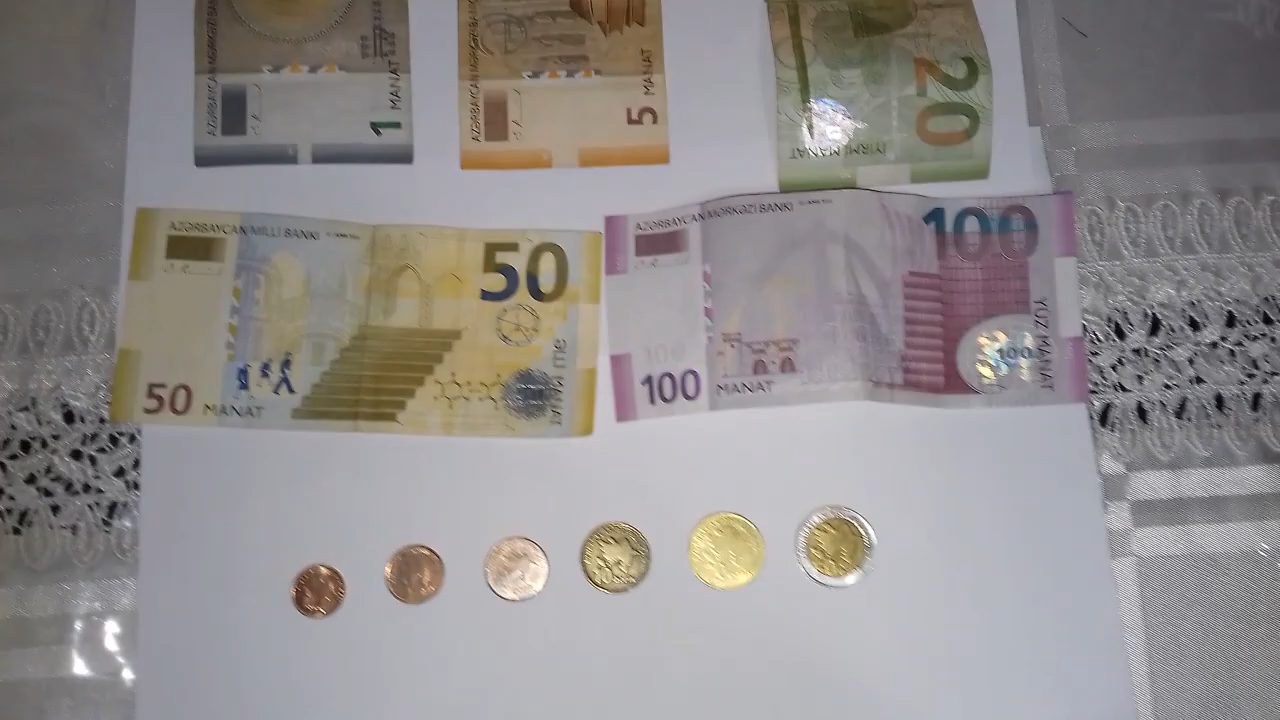 AZƏRBAYCAN MƏRKƏZİ BANKI
1 MANAT
AZƏRBAYCAN MƏRKƏZİ BANKI
5 MANAT
20
İYİRMİ MANAT
AZƏRBAYCAN MİLLİ BANKI
50
50 MANAT
AZƏRBAYCAN MƏRKƏZİ BANKI
100
YÜZ MANAT
100
100 MANAT